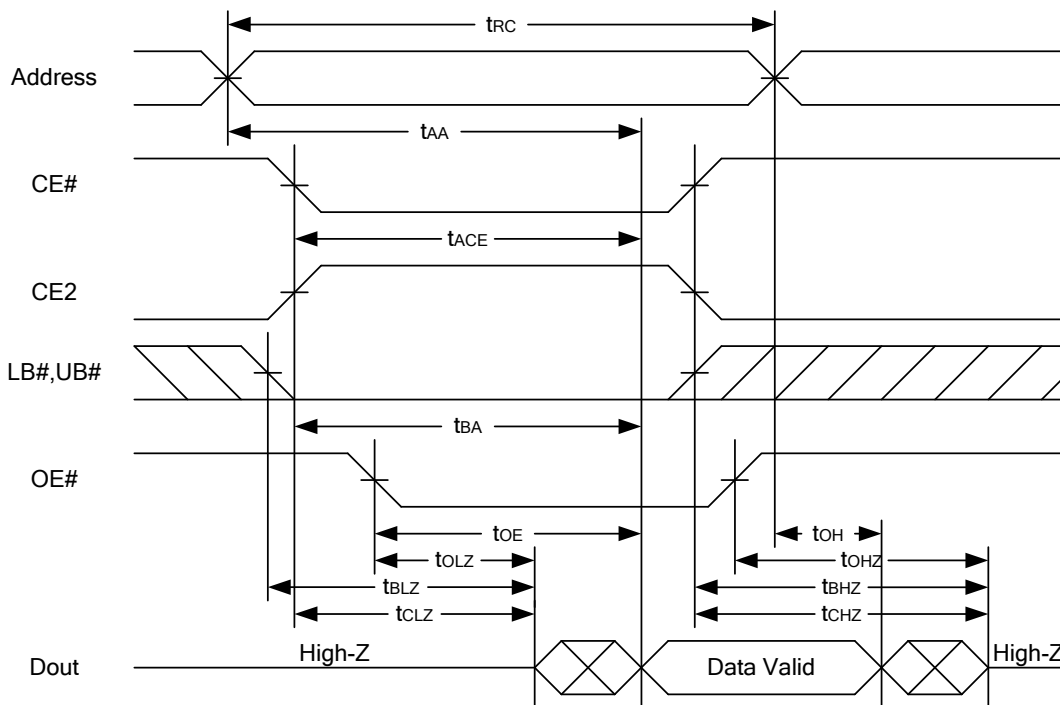 tRC
Address
tAA
CE#
tACE
CE2
LB#,UB#
tBA
OE#
tOE
tOH
tOLZ
tOHZ
tBLZ
tBHZ
tCLZ
tCHZ
Dout
High-Z
Data Valid
High-Z